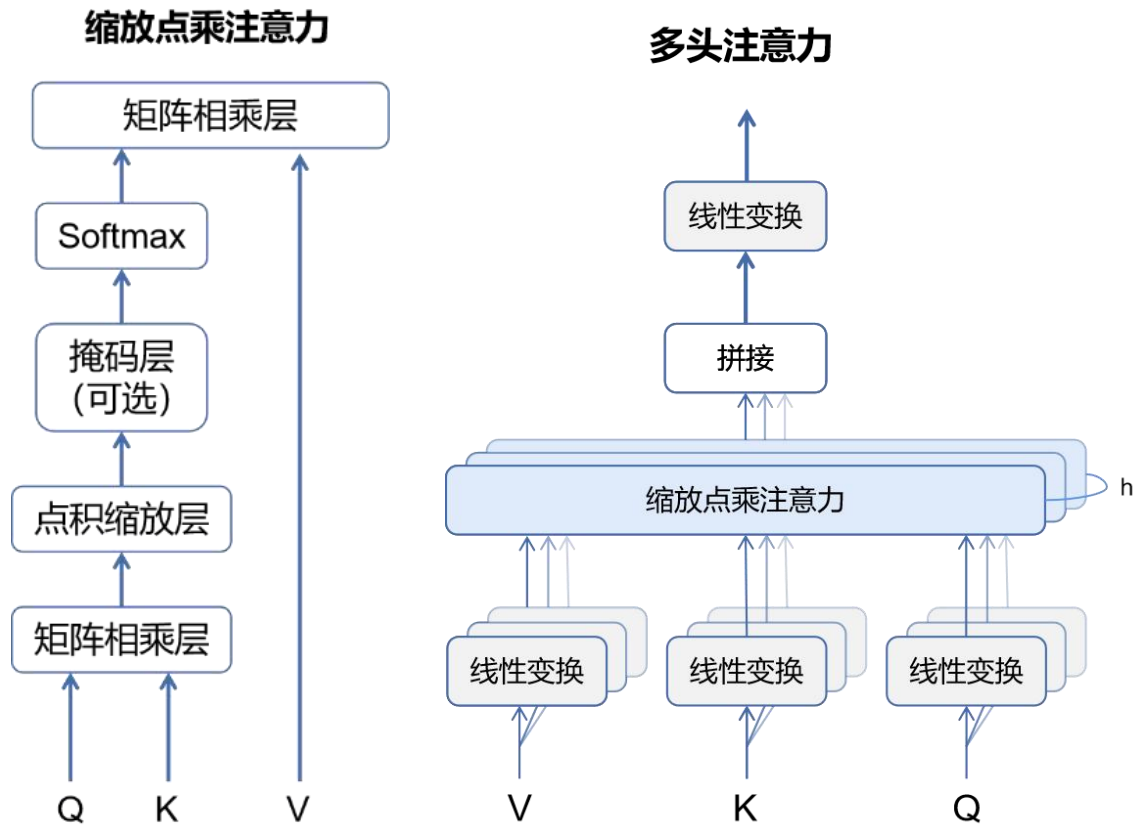 缩放点乘注意力
矩阵相乘层
Softmax
掩码层
（可选）
点积缩放层
矩阵相乘层
Q
K
V
多头注意力
线性变换
拼接
缩放点乘注意力
h
线性变换
线性变换
线性变换
V
K
Q